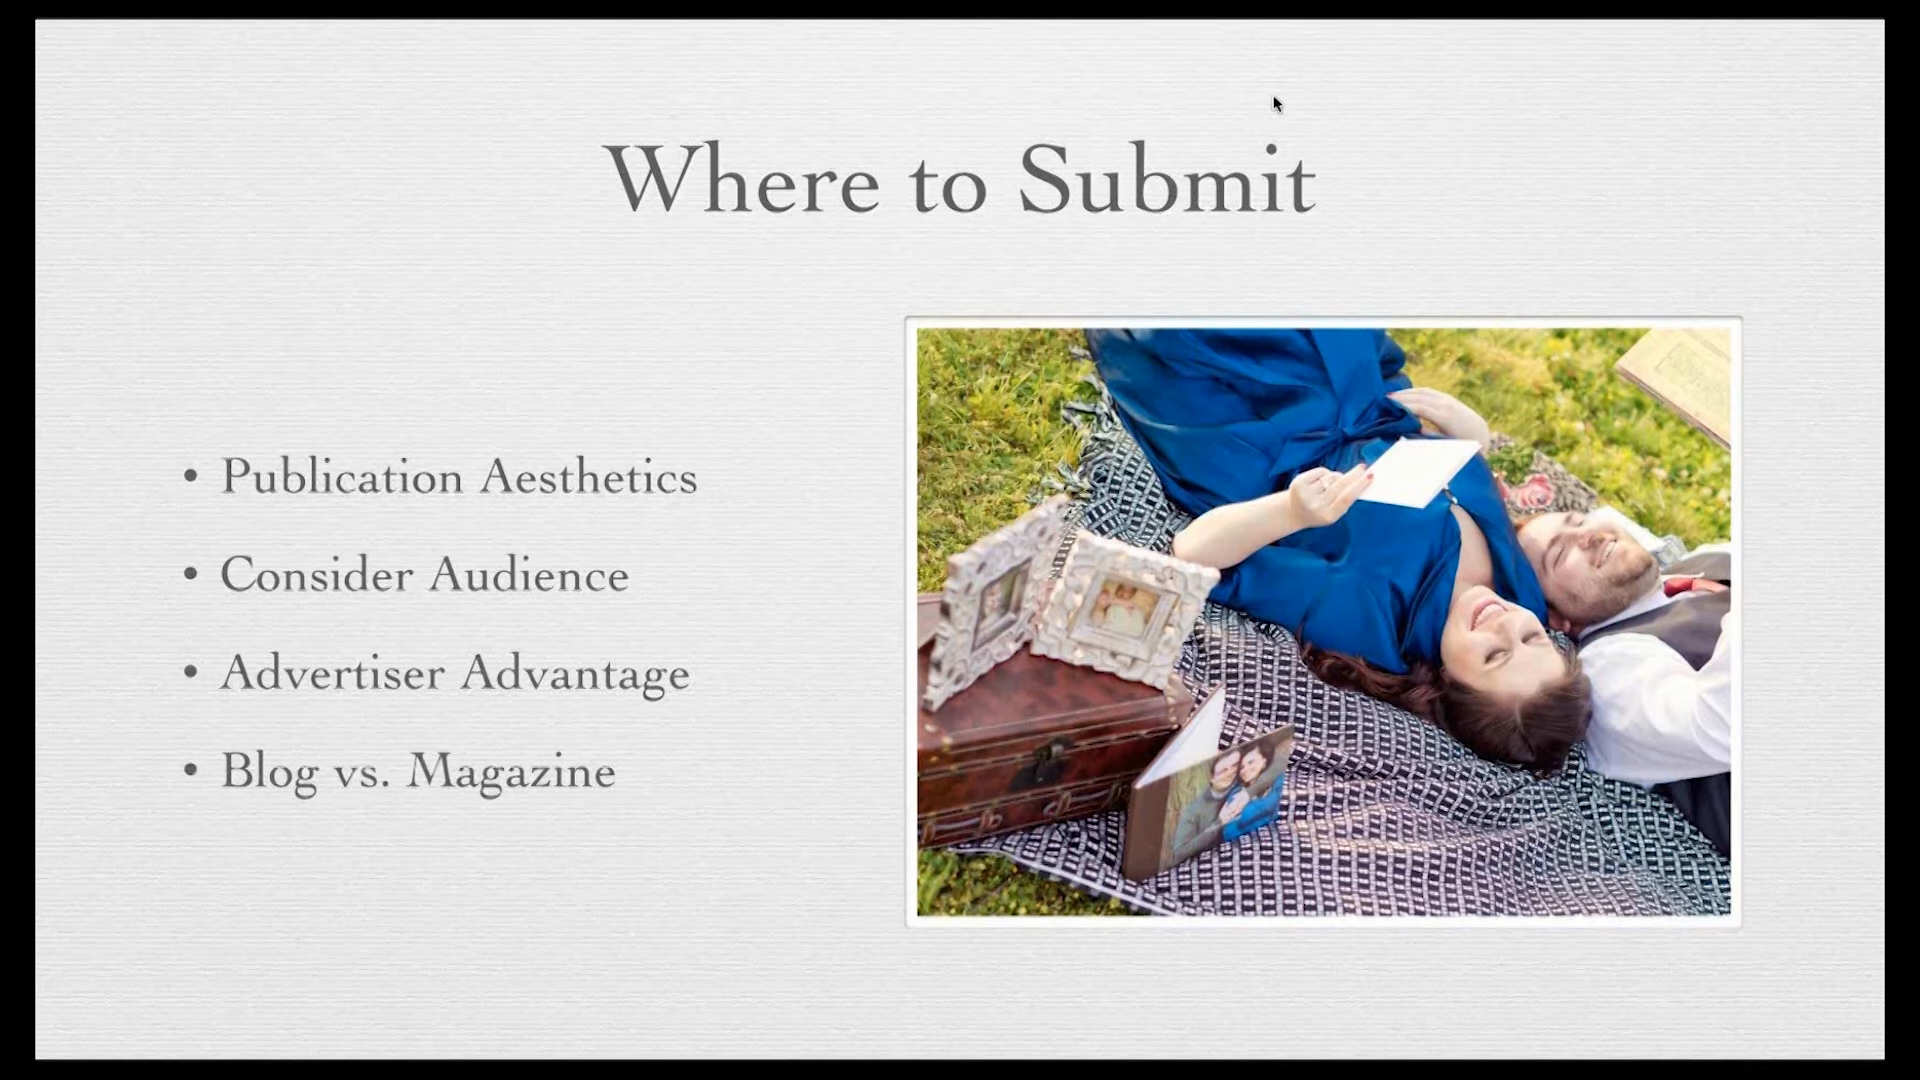 Where to Submit
• Publication Aesthetics
• Consider Audience
• Advertiser Advantage
• Blog vs. Magazine